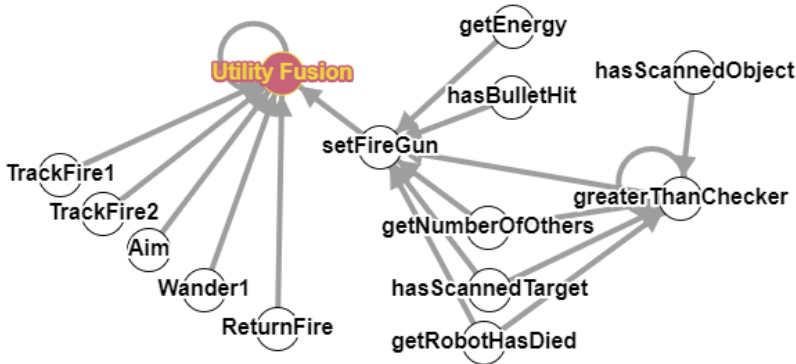 getEnergy
Utility Fusion
hasScannedObject
hasBulletHit
setFireGun
TrackFire1
greaterThanChecker
TrackFire2
getNumberOfOthers
Aim
Wander1
hasScannedTarget
ReturnFire
getRobotHasDied